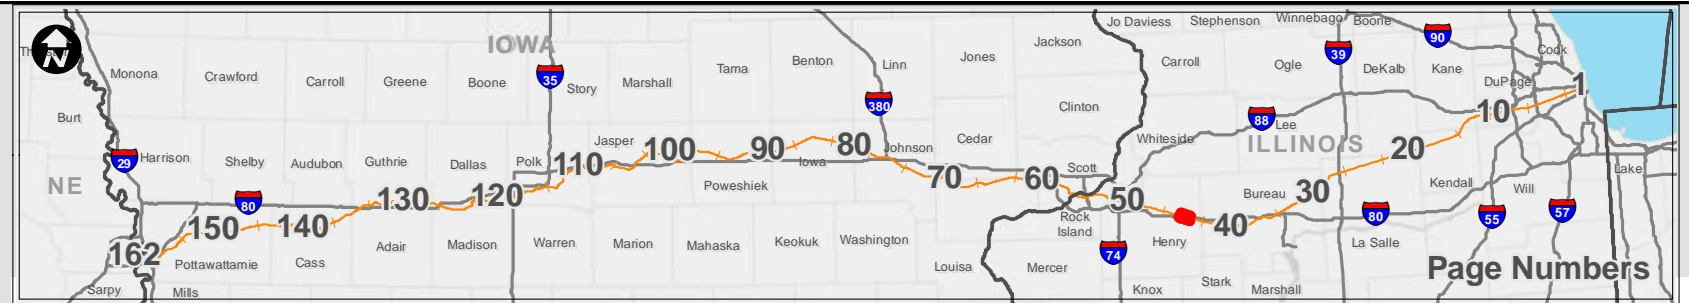 Jo Daviess Stephenson Winnebago Boone
IOWA
N
Monona Crawford Carroll Greene Boone 35 Story Marshall Tama Benton Linn Jones Jackson Carroll Ogle 39 DeKalb Kane 90 Cook
DuPage
Burt 380 Clinton Whiteside 88 Lee 10 1
ILLINOIS
29 Harrison Shelby Audubon Guthrie Dallas Polk Jasper Cedar Johnson Iowa Scott
110 100 90 80 20
NE
80 Poweshiek Lake
162 150 140 130 120 70 60 50 40 30
Bureau Kendall Will
Rock
Island
80 55 57
Pottawattamie Cass Adair Madison Warren Marion Mahaska Keokuk Washington Louisa Mercer 74 Henry La Salle
Sarpy Mills Knox Stark Marshall
Page Numbers